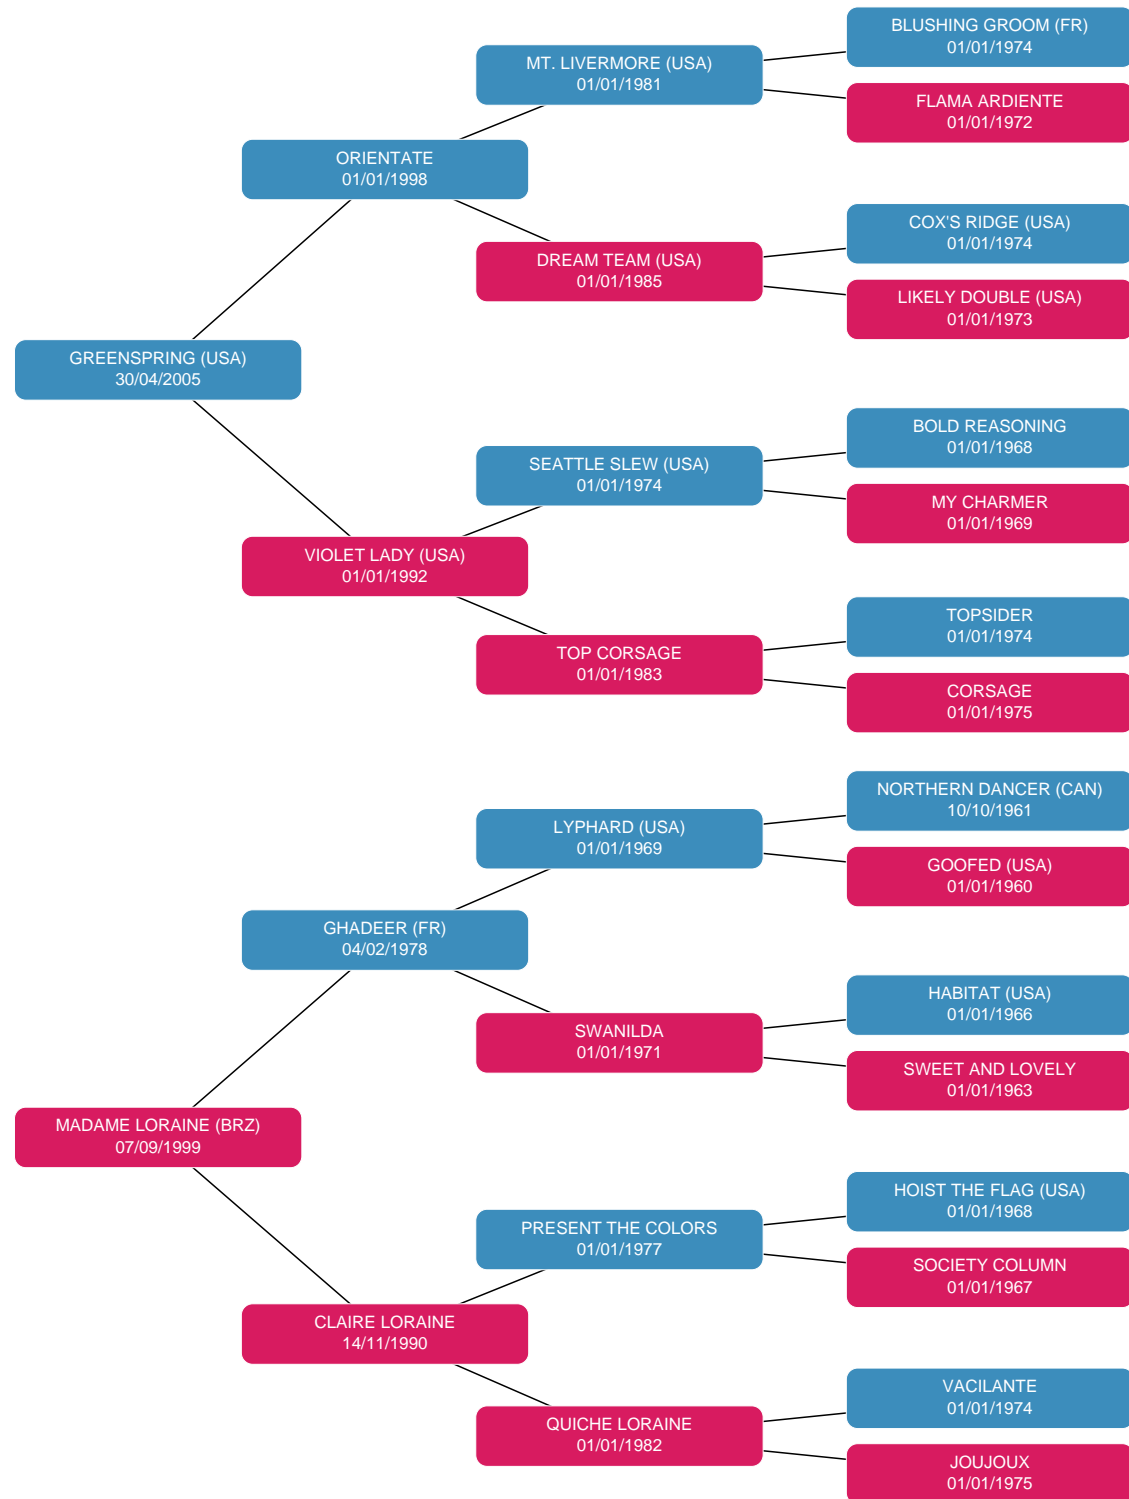 BLUSHING GROOM (FR)
01/01/1974
MT. LIVERMORE (USA)
01/01/1981
FLAMA ARDIENTE
01/01/1972
ORIENTATE
01/01/1998
COX'S RIDGE (USA)
01/01/1974
DREAM TEAM (USA)
01/01/1985
LIKELY DOUBLE (USA)
01/01/1973
GREENSPRING (USA)
30/04/2005
BOLD REASONING
01/01/1968
SEATTLE SLEW (USA)
01/01/1974
MY CHARMER
01/01/1969
VIOLET LADY (USA)
01/01/1992
TOPSIDER
01/01/1974
TOP CORSAGE
01/01/1983
CORSAGE
01/01/1975
NORTHERN DANCER (CAN)
10/10/1961
LYPHARD (USA)
01/01/1969
GOOFED (USA)
01/01/1960
GHADEER (FR)
04/02/1978
HABITAT (USA)
01/01/1966
SWANILDA
01/01/1971
SWEET AND LOVELY
01/01/1963
MADAME LORAINE (BRZ)
07/09/1999
HOIST THE FLAG (USA)
01/01/1968
PRESENT THE COLORS
01/01/1977
SOCIETY COLUMN
01/01/1967
CLAIRE LORAINE
14/11/1990
VACILANTE
01/01/1974
QUICHE LORAINE
01/01/1982
JOUJOUX
01/01/1975